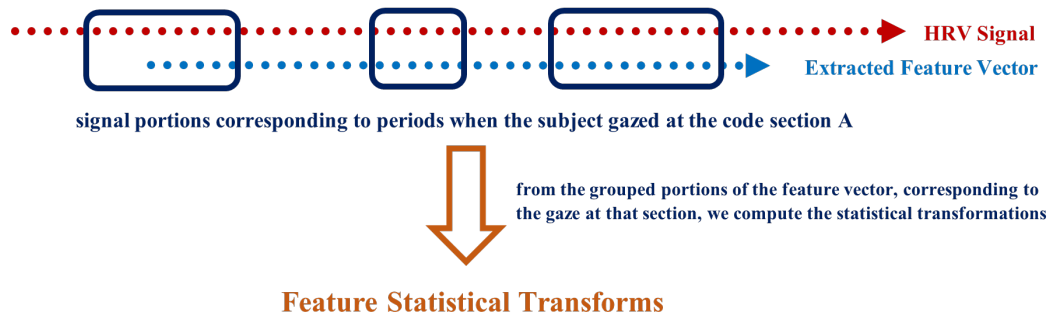 HRV Signal
Extracted Feature Vector
signal portions corresponding to periods when the subject gazed at the code section A
from the grouped portions of the feature vector, corresponding to
the gaze at that section, we compute the statistical transformations
Feature Statistical Transforms